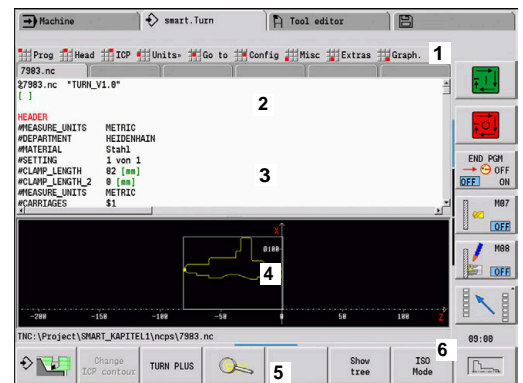 Machine smart.Turn Tool editor
Prog Head ICP Units» Go to Config Misc Extras Graph. 1
7983.nc
27983.nc "TURN_V1.0"
[ ]
2
HEADER
#MEASURE_UNITS METRIC
#DEPARTMENT HEIDENHAIN
#MATERIAL Stahl
#SETTING 1 von 1
#CLAMP_LENGTH 82 [mm]
3
#CLAMP_LENGTH_2 0 [mm]
#MEASURE_UNITS METRIC
#CARRIAGES $1
X
Ø100
4
-200 -150 -100 0 50 100 Z
TNC:\Project\SMART_KAPITEL1\ncps\7983.nc
Change ICP contour
TURN PLUS
5
Show tree
ISO Mode
6
END PGM
OFF
OFF ON
M07
OFF
M08
OFF
09:00